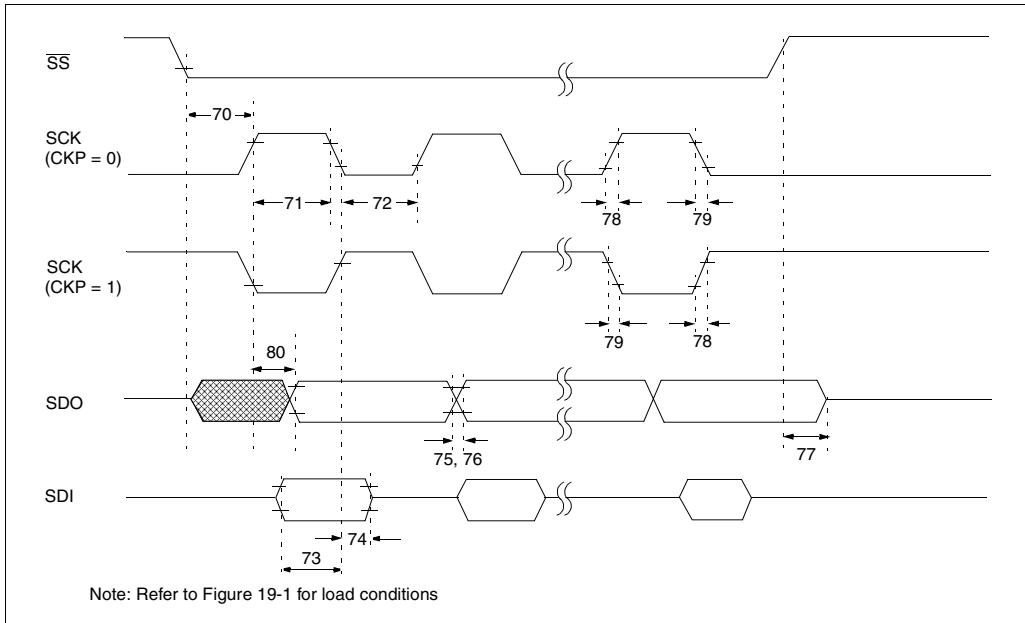 SS
70
SCK
(CKP = 0)
71
72
78
79
SCK
(CKP = 1)
79
78
80
SDO
75, 76
77
SDI
74
73
Note: Refer to Figure 19-1 for load conditions